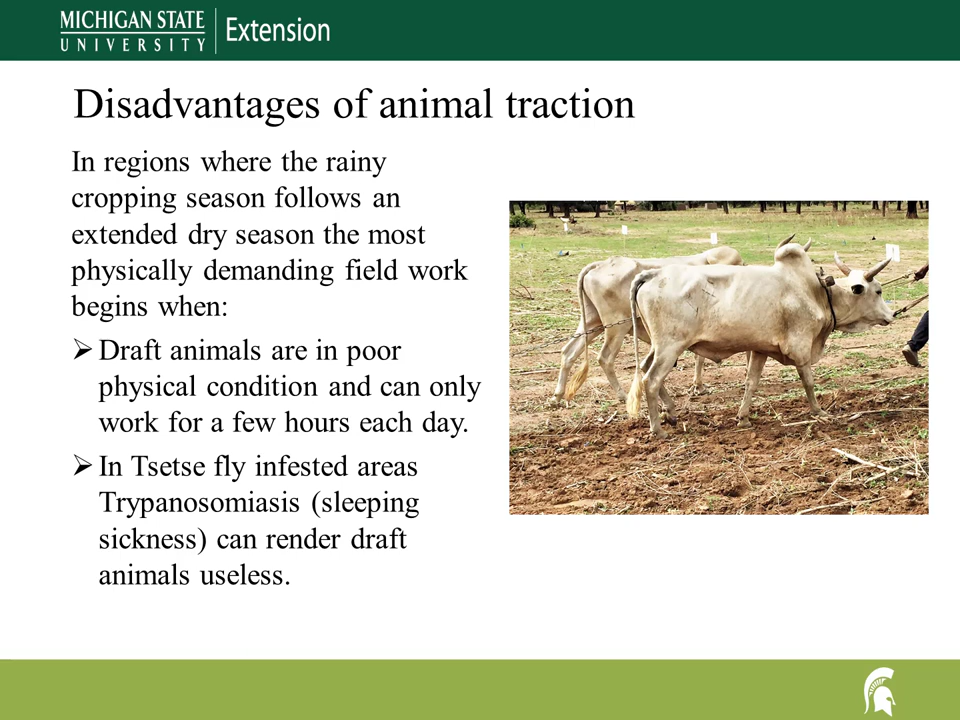 MICHIGAN STATE
UNIVERSITY
Extension
Disadvantages of animal traction
In regions where the rainy
cropping season follows an
extended dry season the most
physically demanding field work
begins when:
➢ Draft animals are in poor
physical condition and can only
work for a few hours each day.
➢ In Tsetse fly infested areas
Trypanosomiasis (sleeping
sickness) can render draft
animals useless.